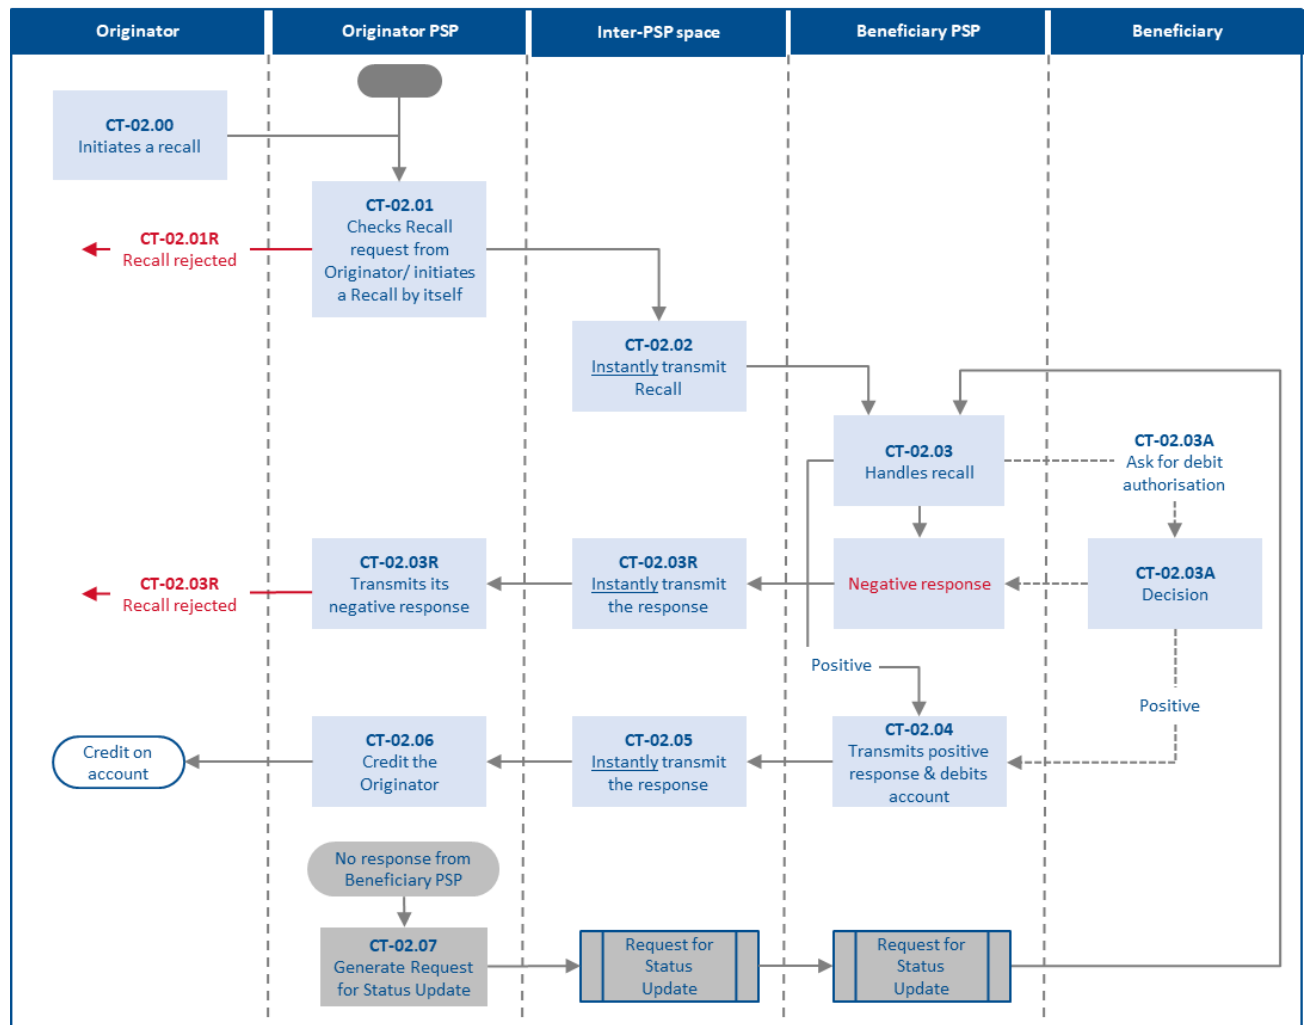 Originator
Originator PSP
Inter-PSP space
Beneficiary PSP
Beneficiary
CT-02.00
Initiates a recall
CT-02.01
Checks Recall
request from
Originator/ initiates
a Recall by itself
CT-02.01R
Recall rejected
CT-02.02
Instantly transmit
Recall
CT-02.03
Handles recall
CT-02.03A
Ask for debit
authorisation
CT-02.03R
Recall rejected
CT-02.03R
Transmits its
negative response
CT-02.03R
Instantly transmit
the response
Negative response
CT-02.03A
Decision
Positive
Positive
Credit on
account
CT-02.06
Credit the
Originator
CT-02.05
Instantly transmit
the response
CT-02.04
Transmits positive
response & debits
account
No response from
Beneficiary PSP
CT-02.07
Generate Request
for Status Update
Request for
Status
Update
Request for
Status
Update